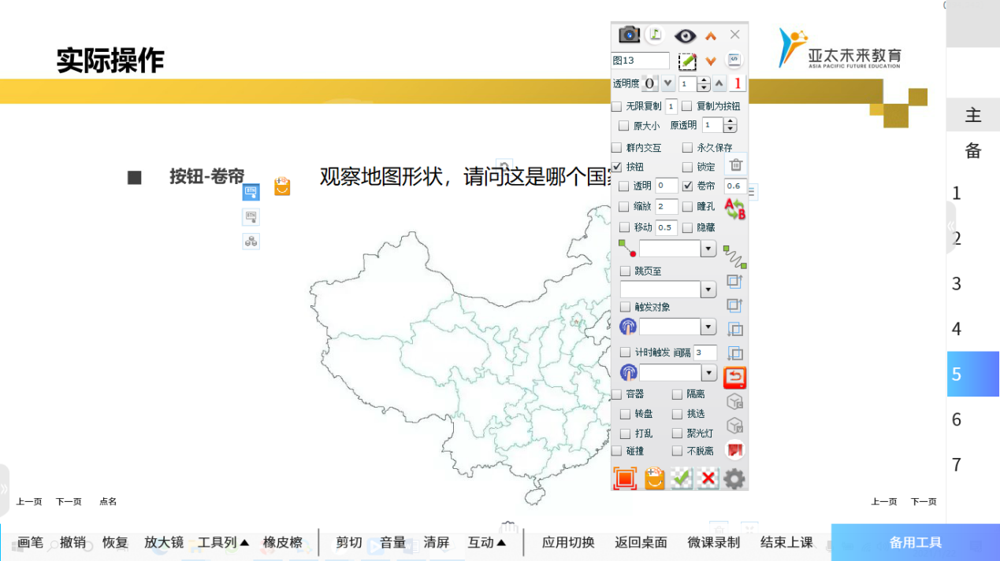 实际操作
亚太未来教育
ASIA PACIFIC FUTURE EDUCATION
按钮-卷帘
观察地图形状，请问这是哪个国
图13
透明度 0 1 1
无限复制 1 复制为按钮
原大小 原透明 1
群内交互 永久保存
按钮 锁定
透明 0 卷帘 0.6
缩放 2 瞳孔
A B
移动 0.5 隐藏
跳页至
触发对象
计时触发 间隔 3
容器 隔离
转盘 挑选
打乱 聚光灯
碰撞 不脱离
BTN
BTN
主
备
1
2
3
4
5
6
7
上一页 下一页 点名
上一页 下一页
画笔 撤销 恢复 放大镜 工具列▲ 橡皮檫 剪切 音量 清屏 互动▲ 应用切换 返回桌面 微课录制 结束上课 备用工具